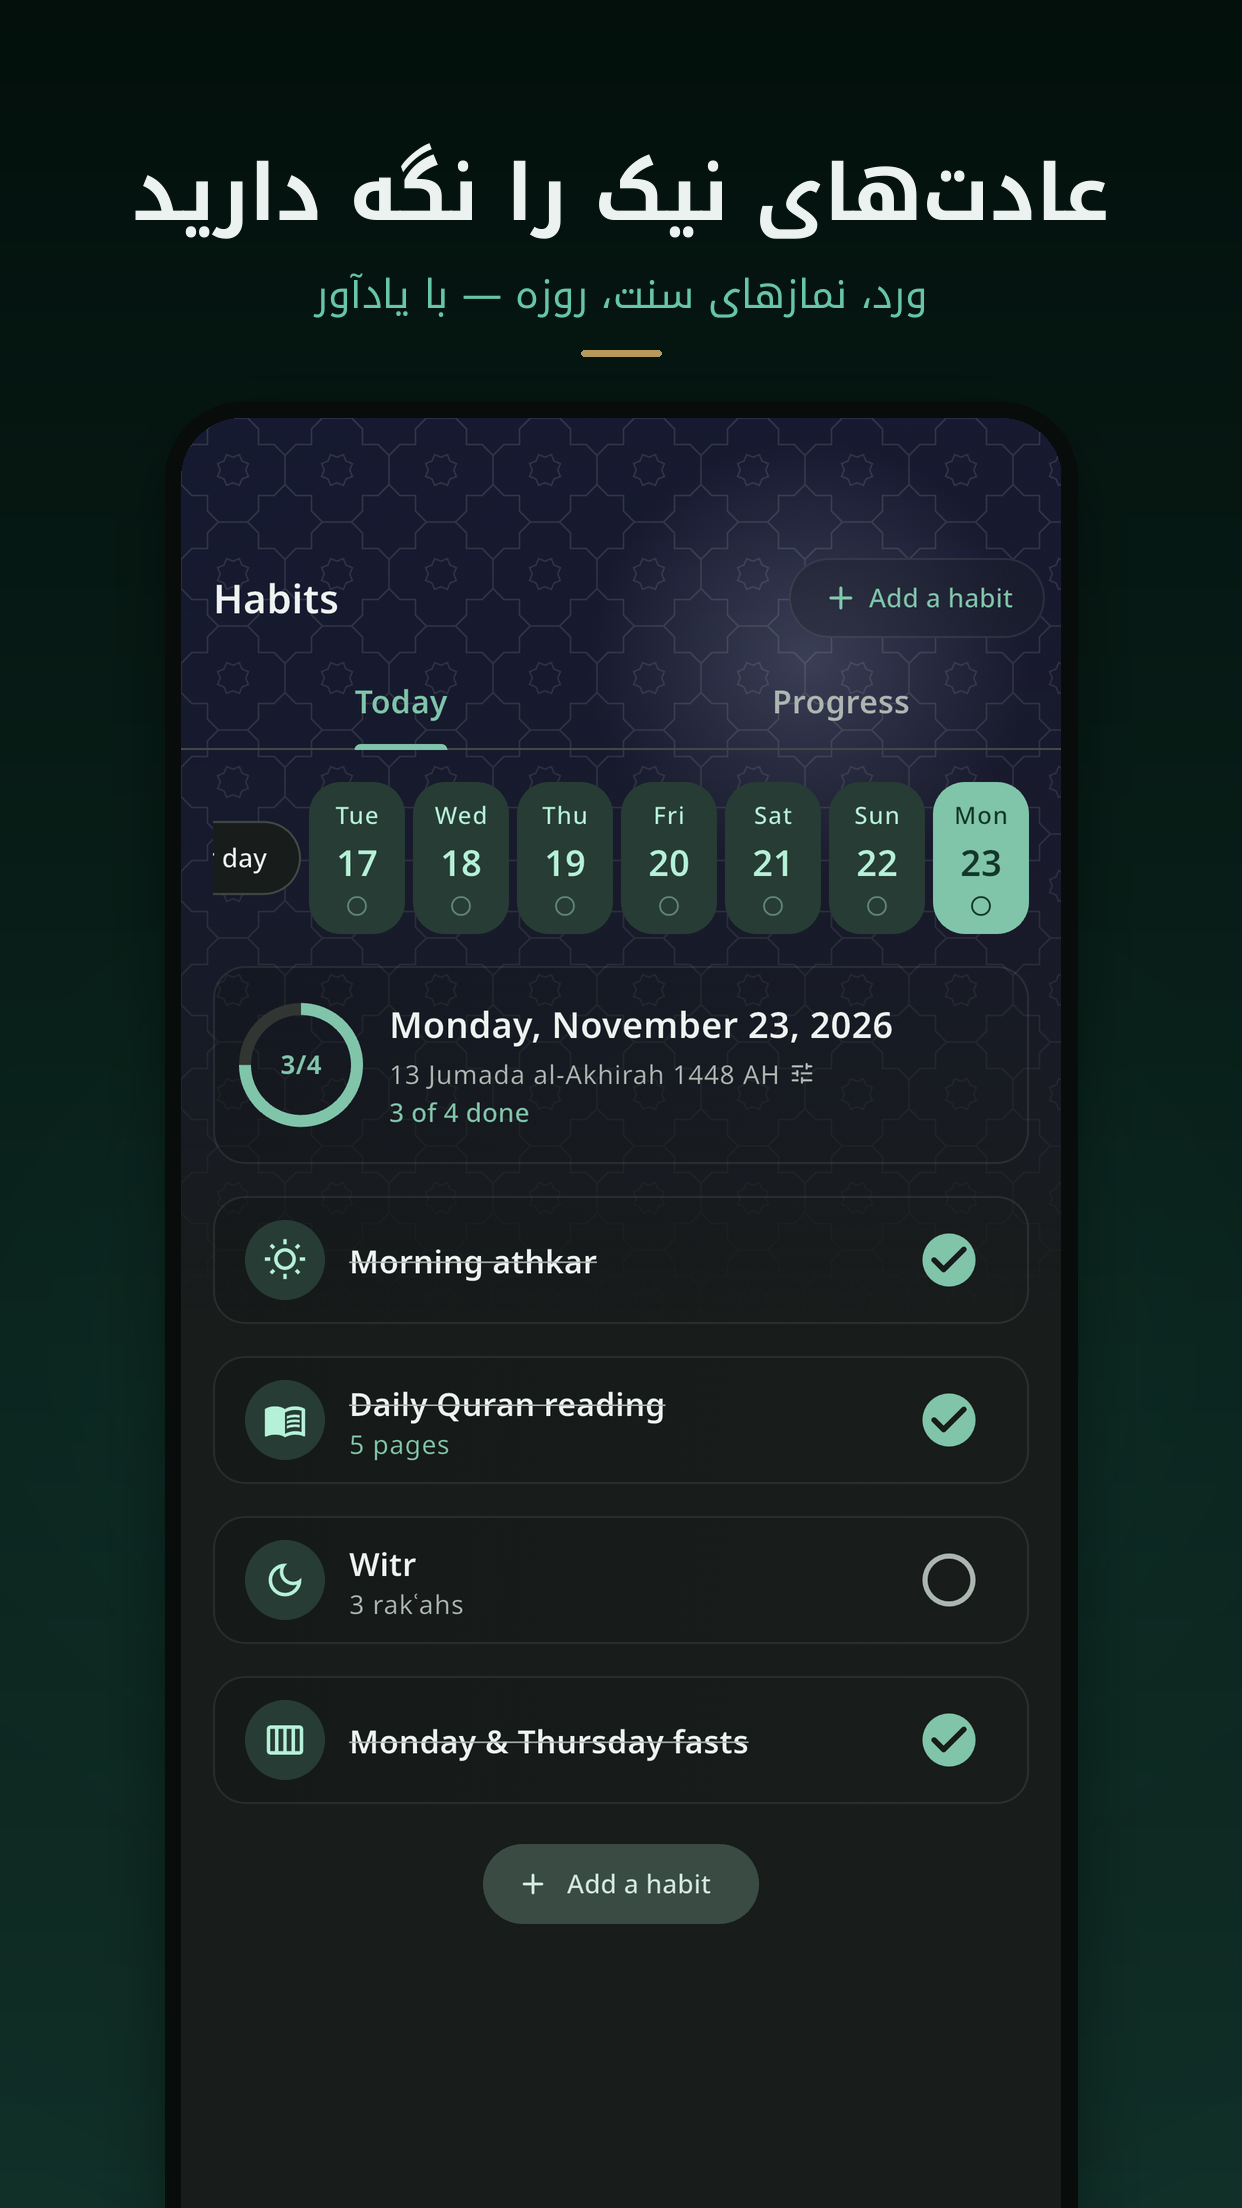 عادت‌های نیک را نگه دارید
ورد، نمازهای سنت، روزه — با یادآور
Habits
+ Add a habit
Today
Progress
day
Tue
17
Wed
18
Thu
19
Fri
20
Sat
21
Sun
22
Mon
23
3/4
Monday, November 23, 2026
13 Jumada al-Akhirah 1448 AH
3 of 4 done
Morning athkar
Daily Quran reading
5 pages
Witr
3 rakʿahs
Monday & Thursday fasts
+ Add a habit